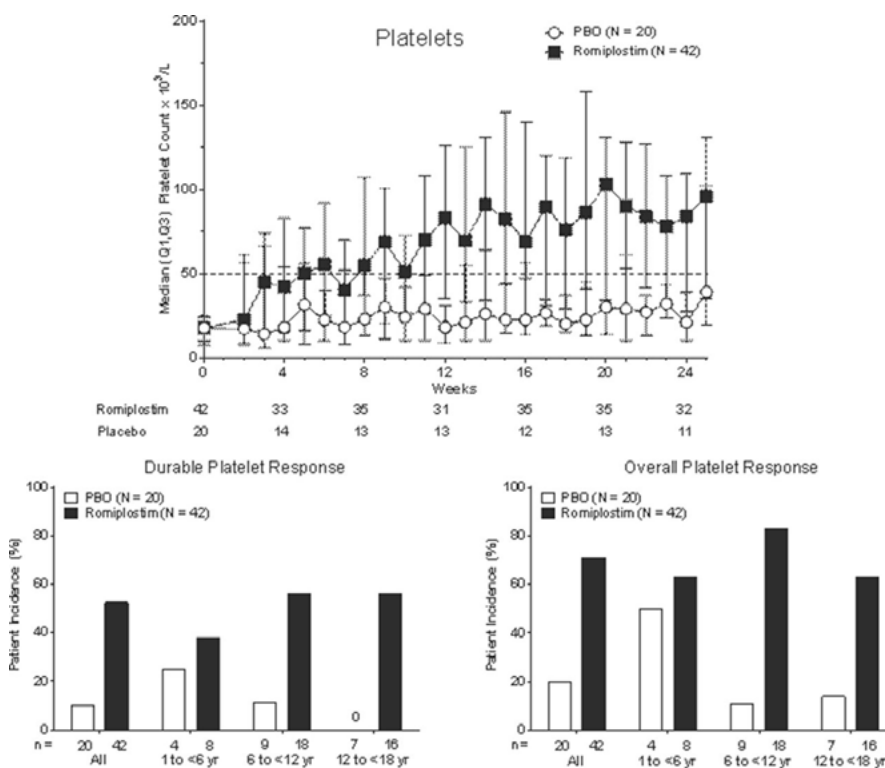 Platelets
PBO (N = 20)
Romiplostim (N = 42)
Median (Q1,Q3) Platelet Count × 10³/L
200
150
100
50
0
0 4 8 12 16 20 24
Weeks
Romiplostim 42 33 35 31 35 35 32
Placebo 20 14 13 13 12 13 11
Durable Platelet Response
PBO (N = 20)
Romiplostim (N = 42)
Patient Incidence (%)
100
80
60
40
20
0
0
n = 20 42 4 8 9 18 7 16
All 1 to <6 yr 6 to <12 yr 12 to <18 yr
Overall Platelet Response
PBO (N = 20)
Romiplostim (N = 42)
Patient Incidence (%)
100
80
60
40
20
0
n = 20 42 4 8 9 18 7 16
All 1 to <6 yr 6 to <12 yr 12 to <18 yr